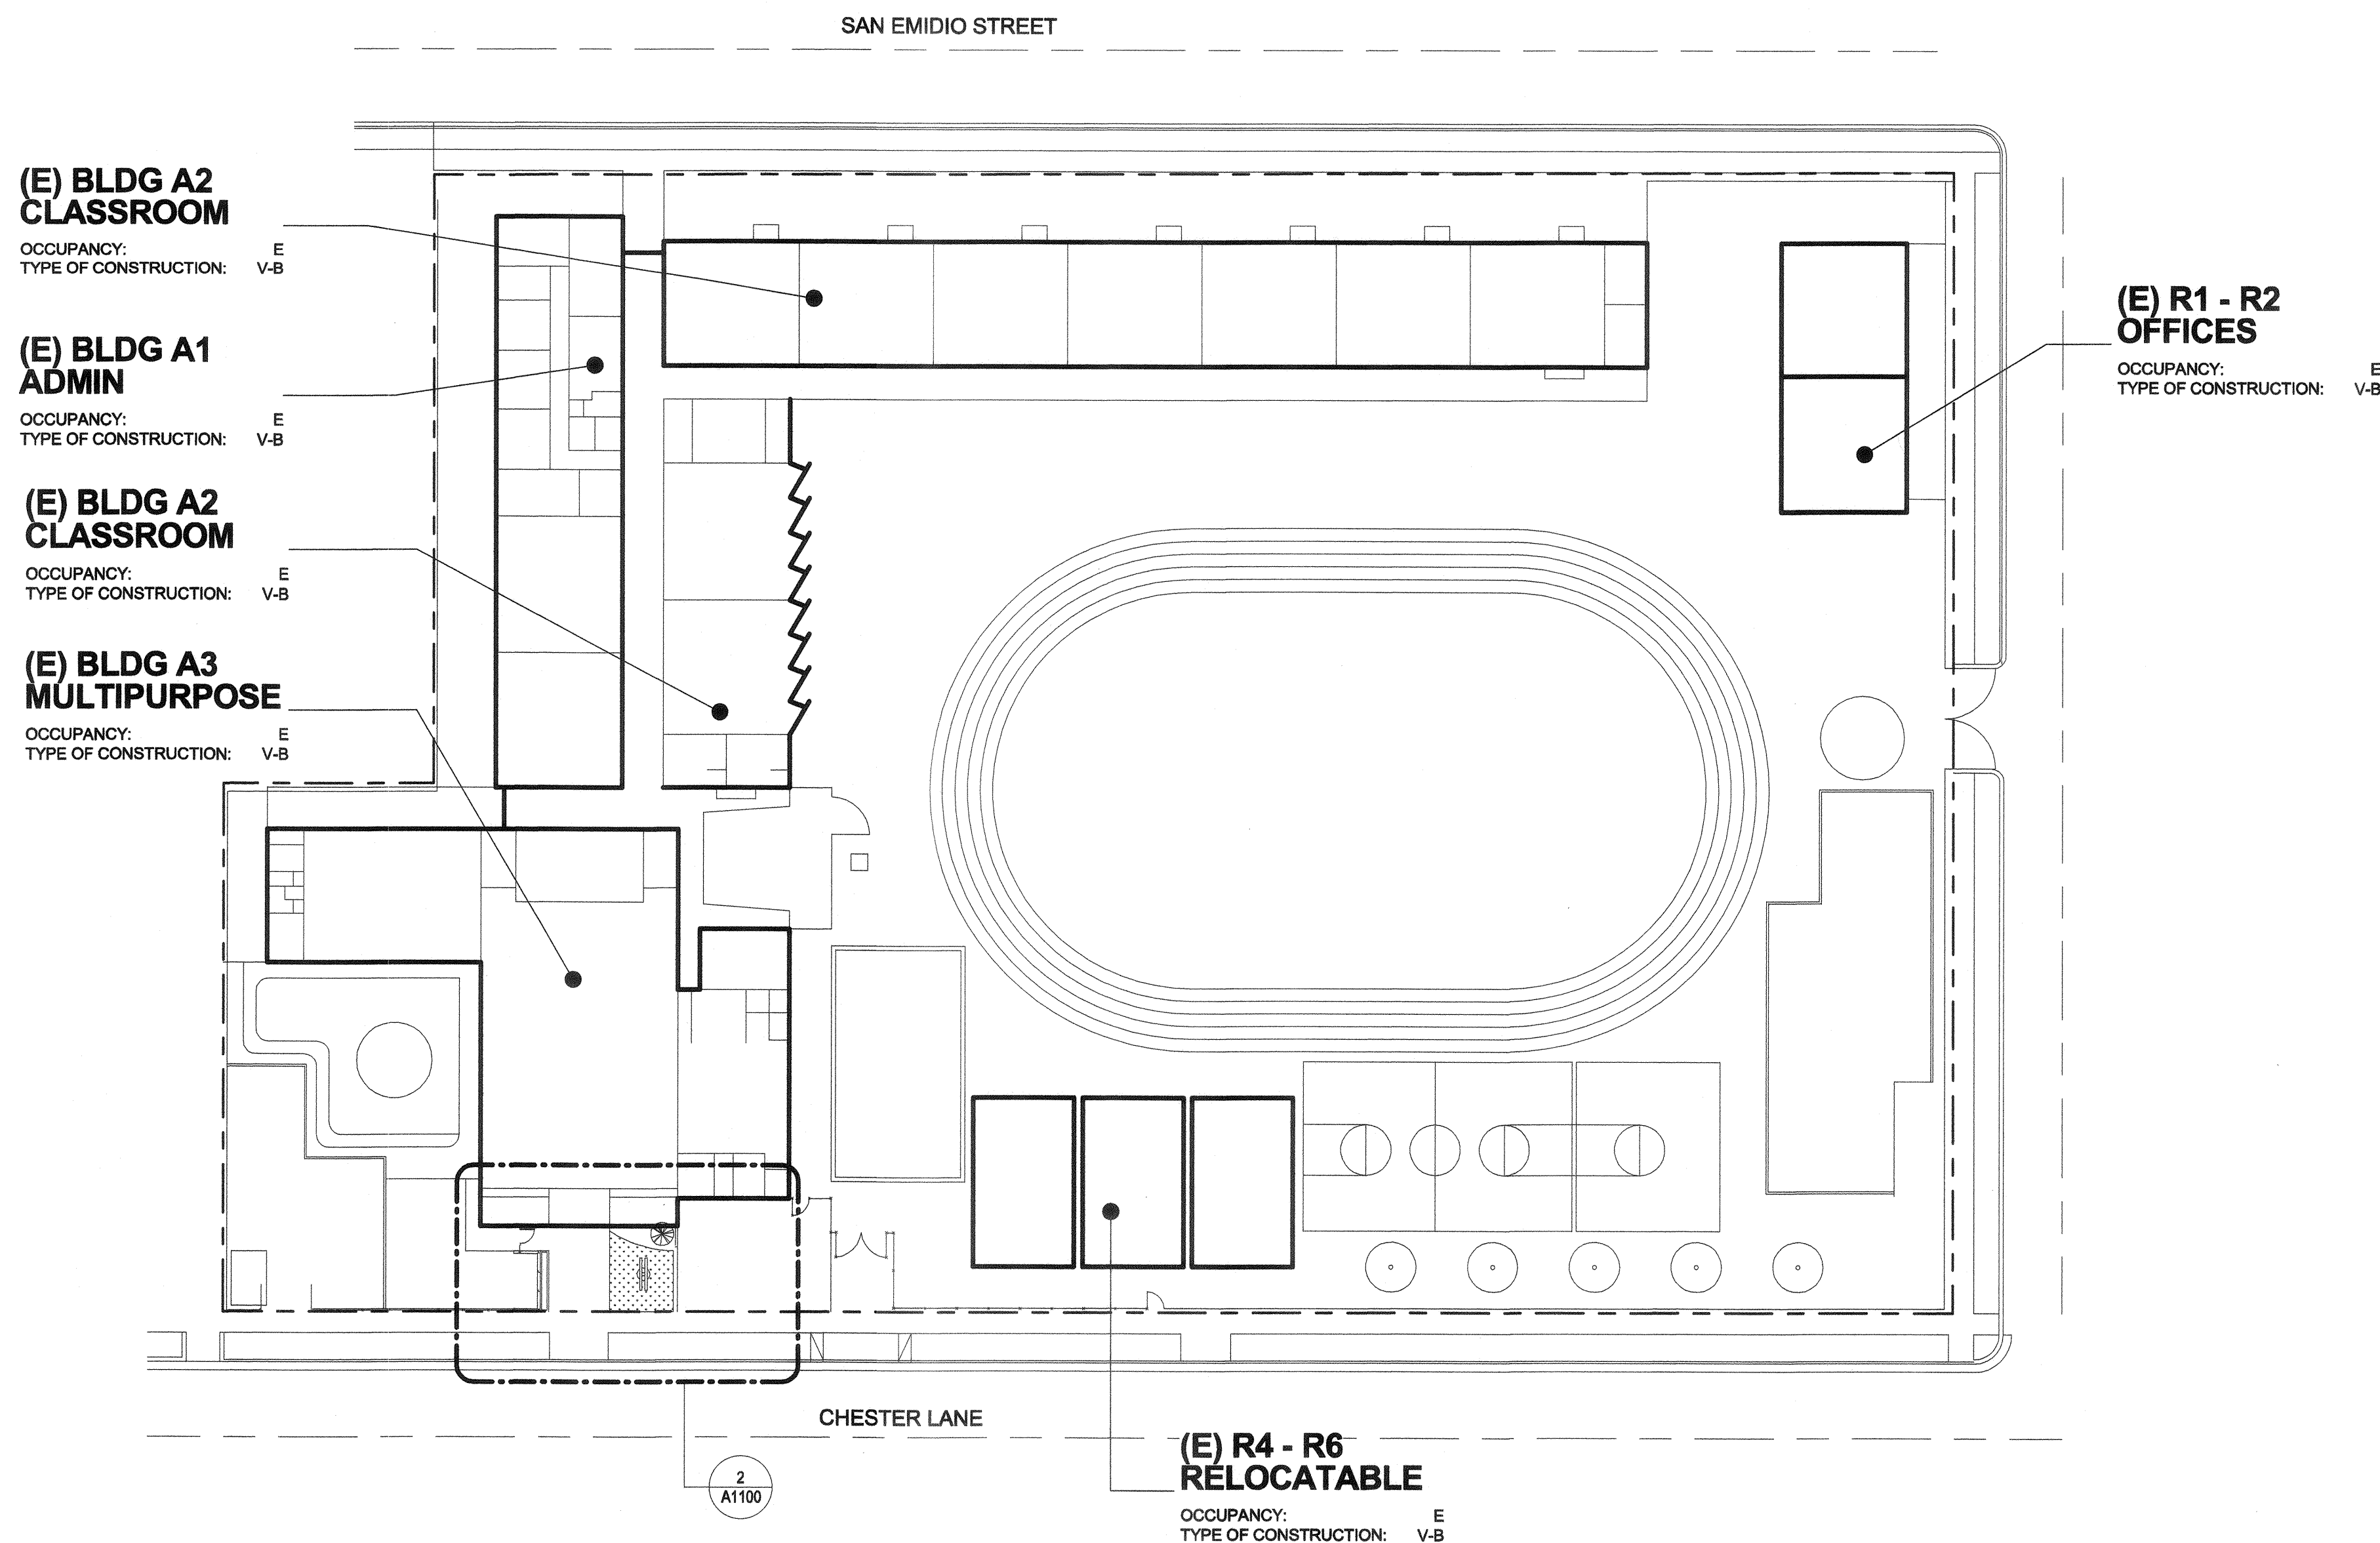 SAN EMIDIO STREET
(E) BLDG A2
CLASSROOM
OCCUPANCY: E
TYPE OF CONSTRUCTION: V-B
(E) BLDG A1
ADMIN
OCCUPANCY: E
TYPE OF CONSTRUCTION: V-B
(E) BLDG A2
CLASSROOM
OCCUPANCY: E
TYPE OF CONSTRUCTION: V-B
(E) BLDG A3
MULTIPURPOSE
OCCUPANCY: E
TYPE OF CONSTRUCTION: V-B
(E) R1 - R2
OFFICES
OCCUPANCY: E
TYPE OF CONSTRUCTION: V-B
CHESTER LANE
2
A1100
(E) R4 - R6
RELOCATABLE
OCCUPANCY: E
TYPE OF CONSTRUCTION: V-B